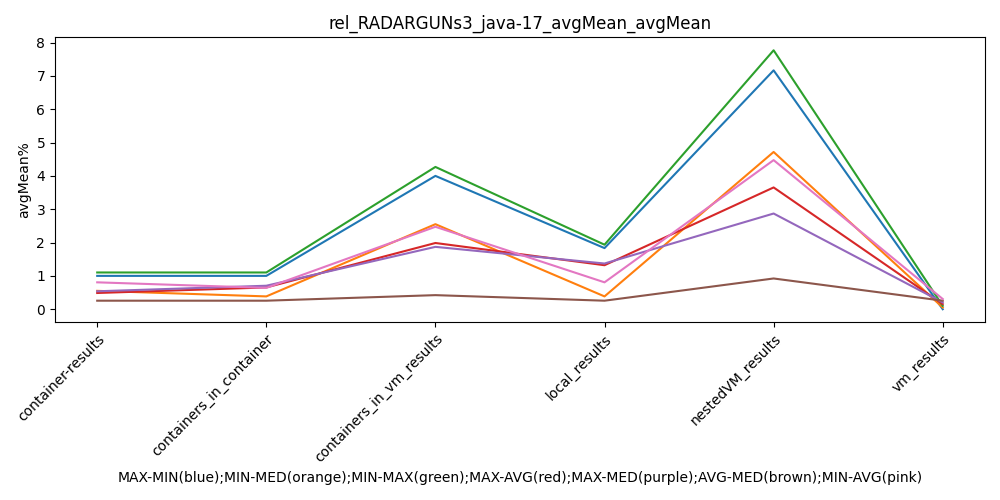 rel_RADARGUNs3_java-17_avgMean_avgMean
avgMean%
8
7
6
5
4
3
2
1
0
container-results
containers_in_container
containers_in_vm_results
local_results
nestedVM_results
vm_results
MAX-MIN(blue);MIN-MED(orange);MIN-MAX(green);MAX-AVG(red);MAX-MED(purple);AVG-MED(brown);MIN-AVG(pink)